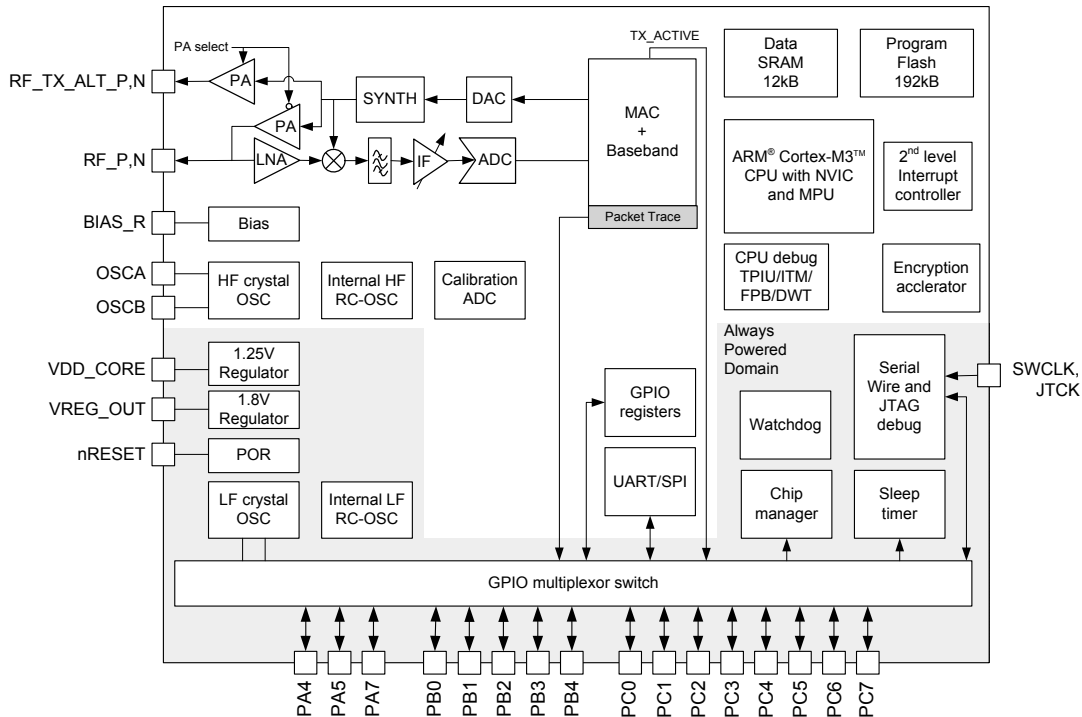 TX_ACTIVE
PA select
RF_TX_ALT_P,N
PA
SYNTH
DAC
MAC
+
Baseband
Data
SRAM
12kB
Program
Flash
192kB
PA
RF_P,N
LNA
IF
ADC
ARM® Cortex-M3™
CPU with NVIC
and MPU
2nd level
Interrupt
controller
Packet Trace
BIAS_R
Bias
OSCA
OSCB
HF crystal
OSC
Internal HF
RC-OSC
Calibration
ADC
CPU debug
TPIU/ITM/
FPB/DWT
Encryption
acclerator
Always
Powered
Domain
VDD_CORE
1.25V
Regulator
VREG_OUT
1.8V
Regulator
nRESET
POR
LF crystal
OSC
Internal LF
RC-OSC
GPIO
registers
UART/SPI
Watchdog
Serial
Wire and
JTAG
debug
SWCLK,
JTCK
Chip
manager
Sleep
timer
GPIO multiplexor switch
PA4
PA5
PA7
PB0
PB1
PB2
PB3
PB4
PC0
PC1
PC2
PC3
PC4
PC5
PC6
PC7